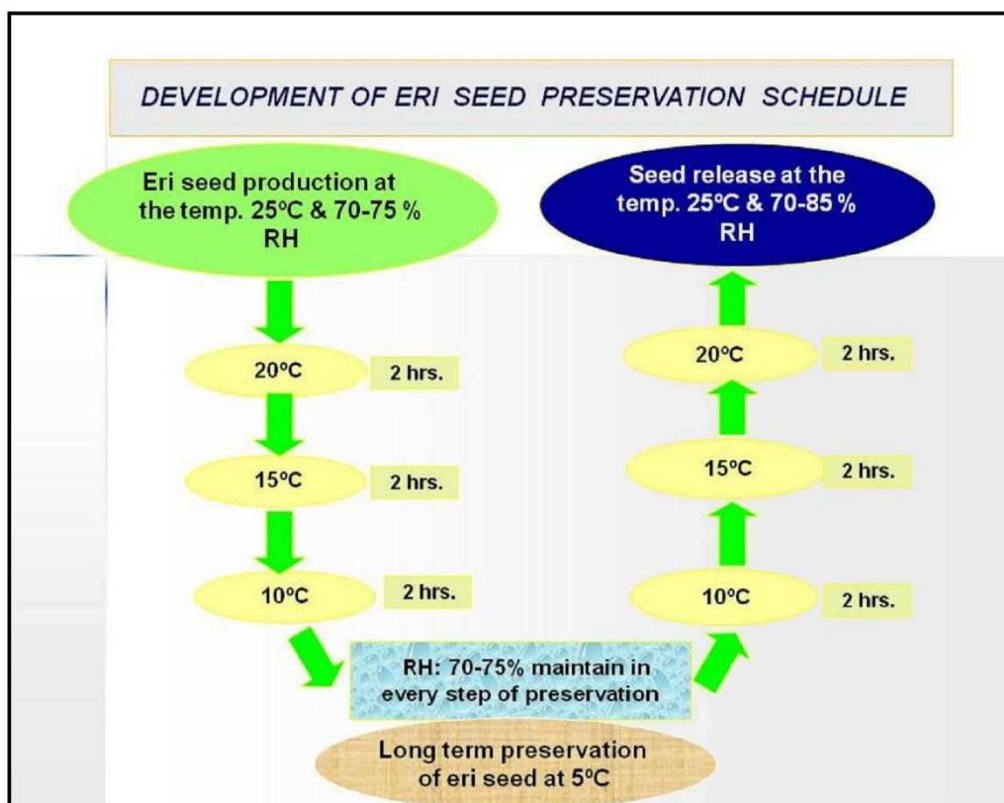 DEVELOPMENT OF ERI SEED PRESERVATION SCHEDULE
Eri seed production at
the temp. 25ºC & 70-75 %
RH
20ºC
2 hrs.
15ºC
2 hrs.
10ºC
2 hrs.
RH: 70-75% maintain in
every step of preservation
Long term preservation
of eri seed at 5ºC
Seed release at the
temp. 25ºC & 70-85 %
RH
20ºC
2 hrs.
15ºC
2 hrs.
10ºC
2 hrs.